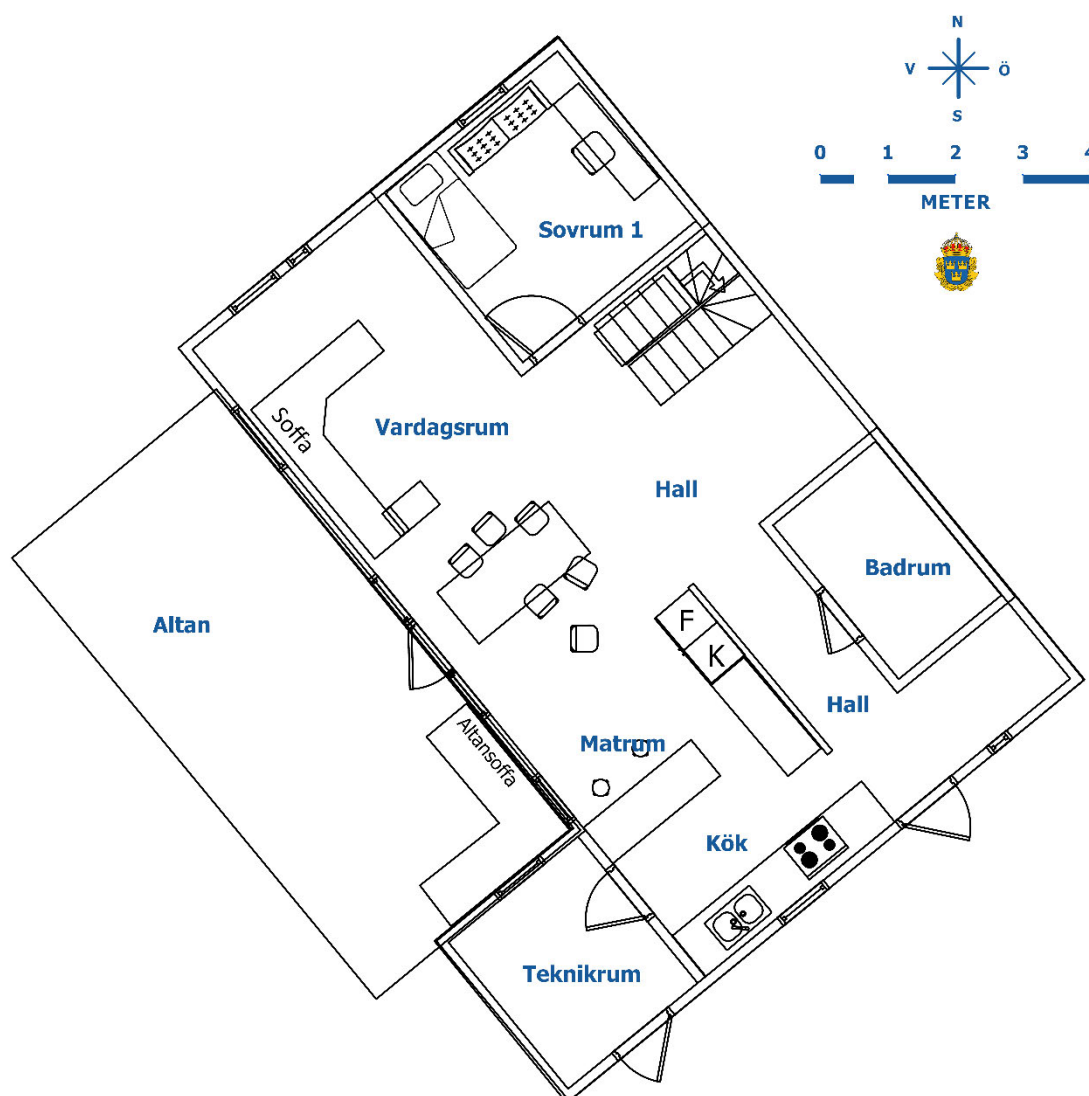 N
V Ö
S
0 1 2 3 4
METER
Sovrum 1
Soffa
Vardagsrum
Hall
Badrum
F
K
Altan
Hall
Altansoffa
Matrum
Kök
Teknikrum